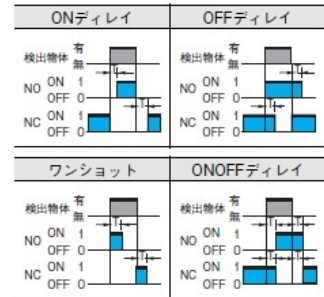 ONディレイ
OFFディレイ
検出物体 有 無
NO ON 1 OFF 0
T
NC ON 1 OFF 0
T
検出物体 有 無
NO ON 1 OFF 0
T
NC ON 1 OFF 0
T
ワンショット
ONOFFディレイ
検出物体 有 無
NO ON 1 OFF 0
T
NC ON 1 OFF 0
T
検出物体 有 無
NO ON 1 OFF 0
T T
NC ON 1 OFF 0
T T